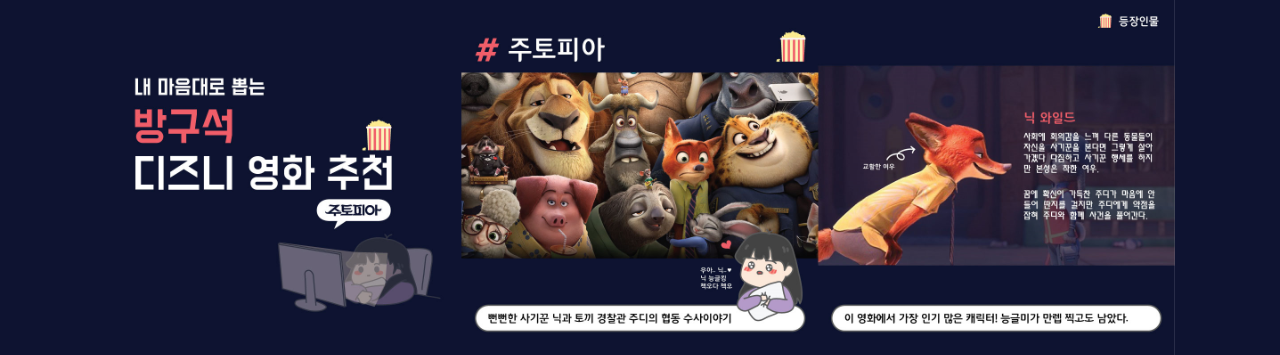 내 마음대로 뽑는
방구석
디즈니 영화 추천
주토피아
# 주토피아
우아.. 닉..♥
닉 능글킹
뻔뻔한 사기꾼 닉과 토끼 경찰관 주디의 협동 수사이야기
등장인물
닉 와일드
사회에 회의감을 느껴 다른 동물들이
자신을 사기꾼을 본다면 그렇게 살아
가겠다 다짐하고 사기꾼 행세를 하지
만 본성은 착한 여우.
교활한 여우
꿈에 확신이 가득찬 주디가 마음에 안
들어 딴지를 걸지만 주디에게 약점을
잡혀 주디와 함께 사건을 풀어간다.
이 영화에서 가장 인기 많은 캐릭터! 능글미가 만렙 찍고도 남았다.